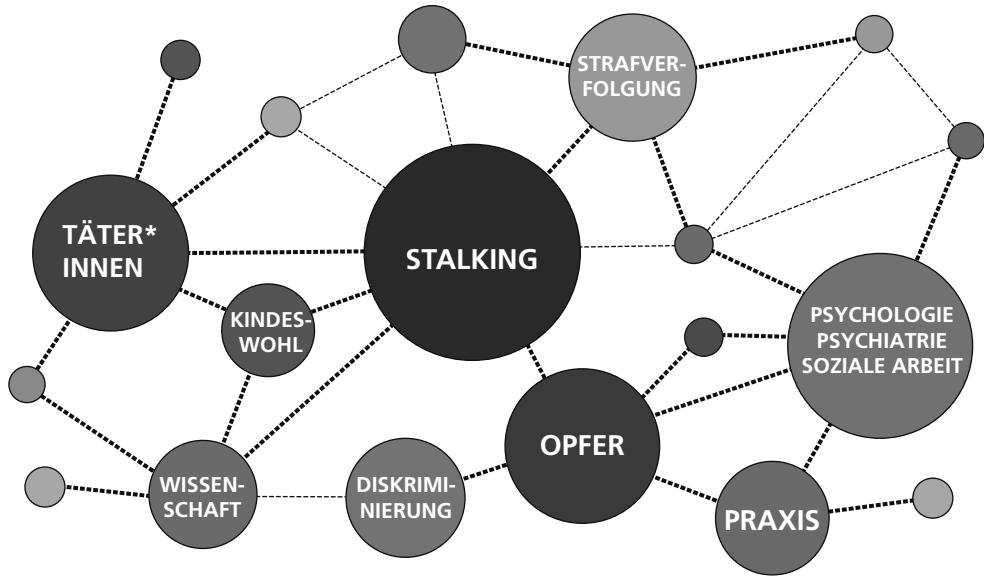 STRAFVER-
FOLGUNG
TÄTER*
INNEN
STALKING
KINDES-
WOHL
PSYCHOLOGIE
PSYCHIATRIE
SOZIALE ARBEIT
OPFER
WISSEN-
SCHAFT
DISKRIMI-
NIERUNG
PRAXIS